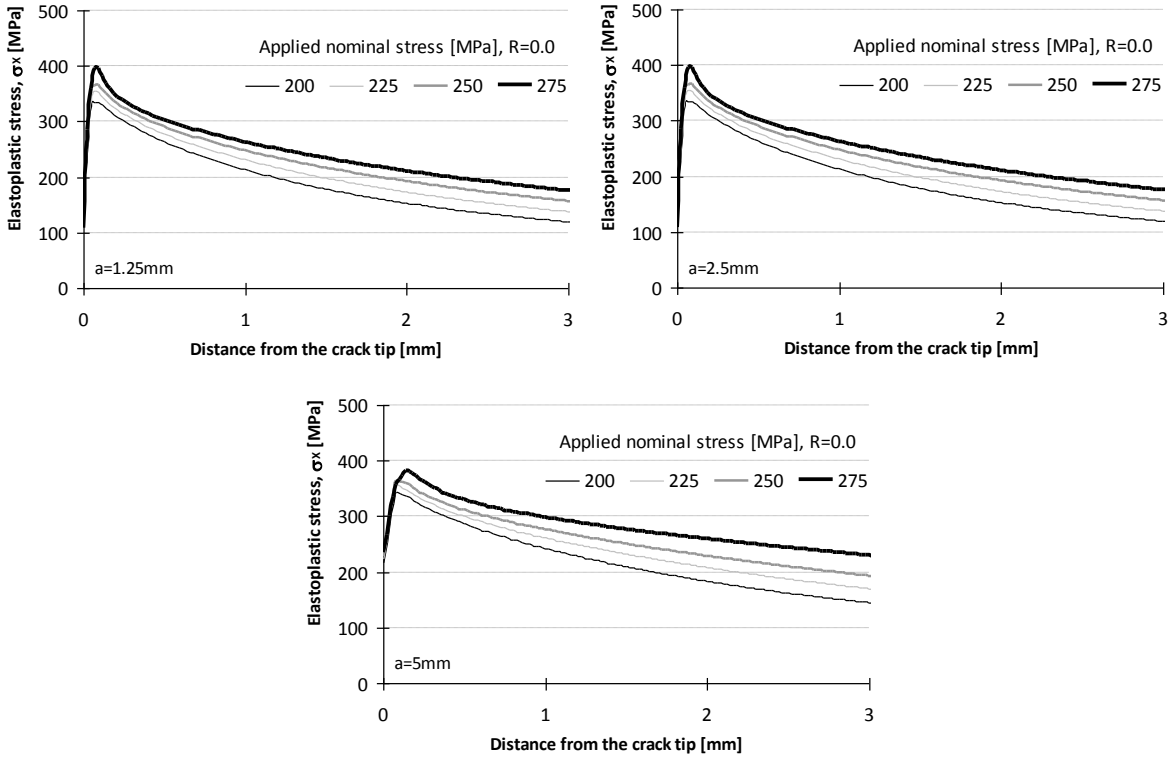 500
400
300
200
100
0
Elastoplastic stress, σx [MPa]
Applied nominal stress [MPa], R=0.0
200 225 250 275
a=1.25mm
0 1 2 3
Distance from the crack tip [mm]
500
400
300
200
100
0
Elastoplastic stress, σx [MPa]
Applied nominal stress [MPa], R=0.0
200 225 250 275
a=2.5mm
0 1 2 3
Distance from the crack tip [mm]
500
400
300
200
100
0
Elastoplastic stress, σx [MPa]
Applied nominal stress [MPa], R=0.0
200 225 250 275
a=5mm
0 1 2 3
Distance from the crack tip [mm]